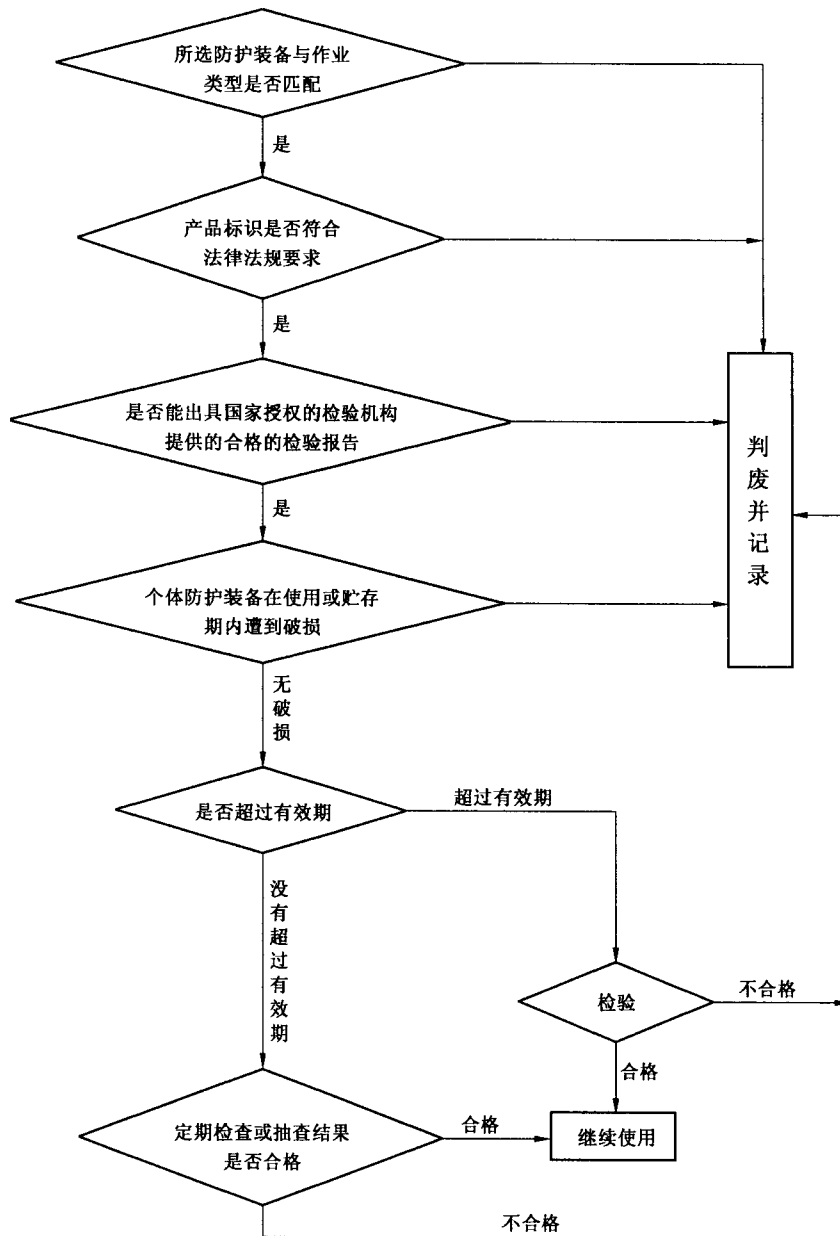 所选防护装备与作业
类型是否匹配
是
产品标识是否符合
法律法规要求
是
是否能出具国家授权的检验机构
提供的合格的检验报告
判废并记录
是
个体防护装备在使用或贮存
期内遭到破损
无破损
是否超过有效期
超过有效期
没有超过有效期
检验
不合格
合格
定期检查或抽查结果
是否合格
合格
继续使用
不合格